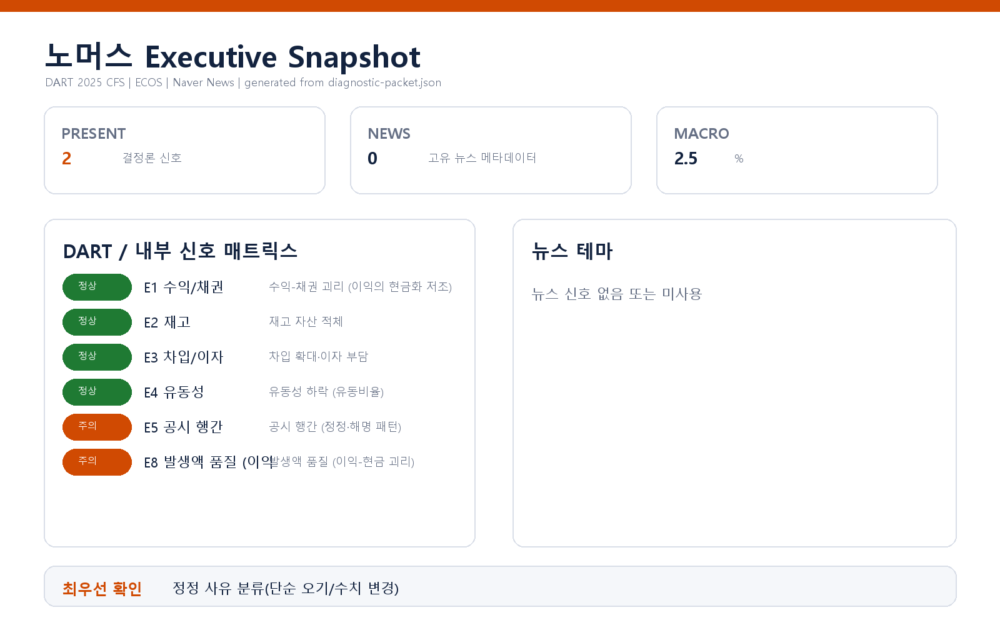 노머스 Executive Snapshot
DART 2025 CFS | ECOS | Naver News | generated from diagnostic-packet.json
PRESENT
2 결정론 신호
NEWS
0 고유 뉴스 메타데이터
MACRO
2.5 %
DART / 내부 신호 매트릭스
정상 E1 수익/채권 수익-채권 괴리 (이익의 현금화 저조)
정상 E2 재고 재고 자산 적체
정상 E3 차입/이자 차입 확대·이자 부담
정상 E4 유동성 유동성 하락 (유동비율)
주의 E5 공시 행간 공시 행간 (정정·해명 패턴)
주의 E8 발생액 품질 (이익 발생액 품질 (이익-현금 괴리)
뉴스 테마
뉴스 신호 없음 또는 미사용
최우선 확인 정정 사유 분류(단순 오기/수치 변경)